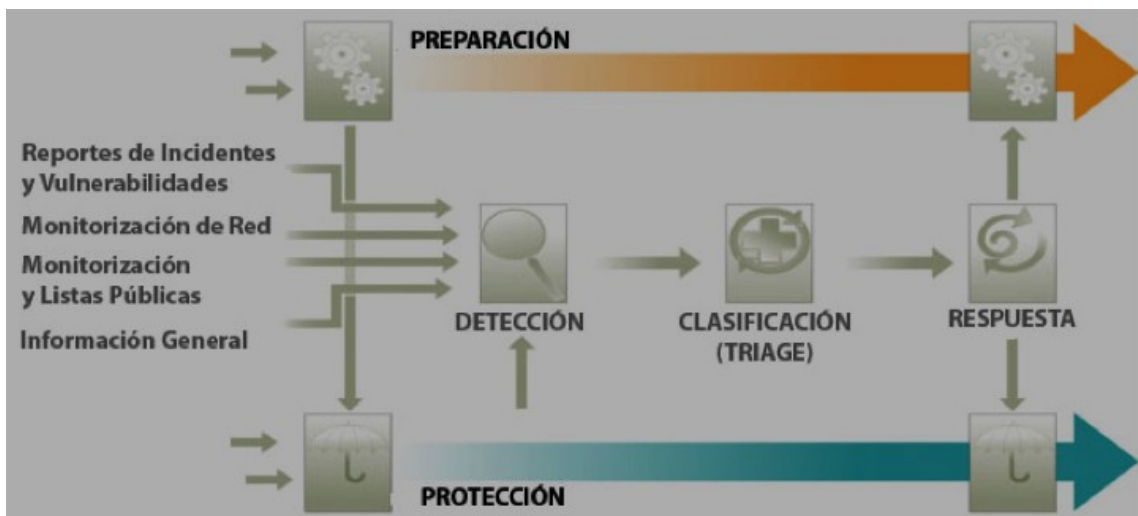 PREPARACIÓN
Reportes de Incidentes
y Vulnerabilidades
Monitorización de Red
Monitorización
y Listas Públicas
Información General
DETECCIÓN
CLASIFICACIÓN
(TRIAGE)
RESPUESTA
PROTECCIÓN